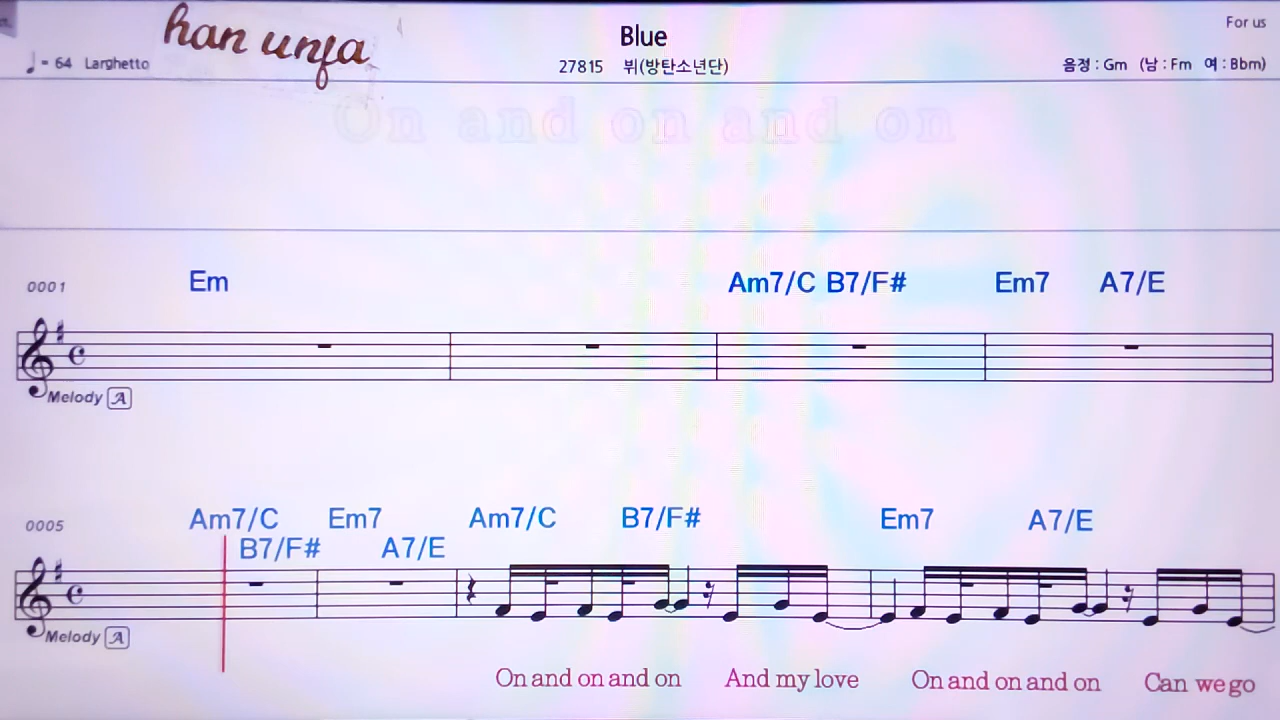 han unfa
Blue
For us
♩ = 64 Larghetto
27815 뷔(방탄소년단)
음정 : Gm (남 : Fm 여 : Bbm)
On and on and on
0001 Em Am7/C B7/F# Em7 A7/E
Melody A
0005 Am7/C Em7 Am7/C B7/F# Em7 A7/E
B7/F# A7/E
Melody A
On and on and on And my love On and on and on Can we go